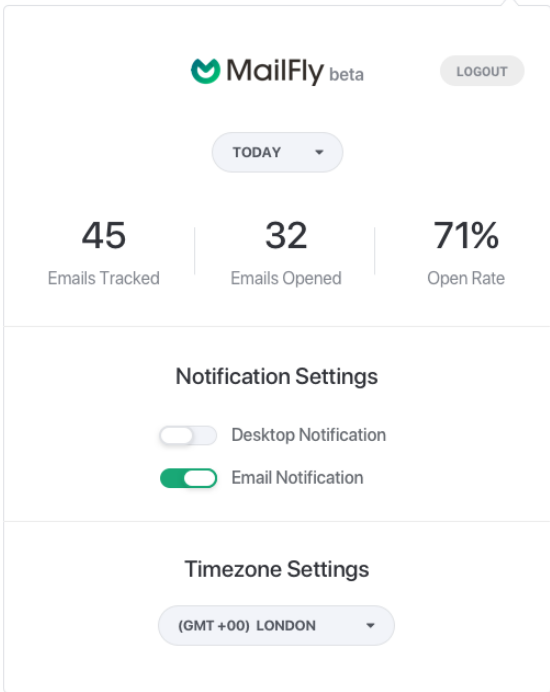 MailFly beta
LOGOUT
TODAY
45 32 71%
Emails Tracked Emails Opened Open Rate
Notification Settings
Desktop Notification
Email Notification
Timezone Settings
(GMT +00) LONDON